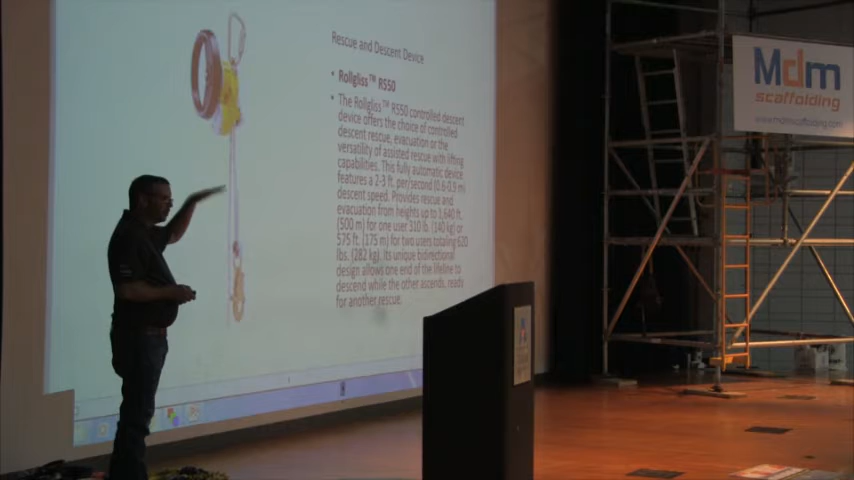 Rescue and Descent Device
• Rollgliss™ R550
• The Rollgliss™ R550 controlled descent
device offers the choice of controlled
descent rescue, evacuation or the
versatility of assisted rescue with lifting
capabilities. This fully automatic device
features a 2-3 ft. per/second (0.6-0.9 m)
descent speed. Provides rescue and
evacuation from heights up to 1,640 ft.
(500 m) for one user 310 lb. (140 kg) or
575 ft. (175 m) for two users totaling 620
lbs. (282 kg). Its unique bidirectional
design allows one end of the lifeline to
descend while the other ascends, ready
for another rescue.
Mdm
scaffolding
www.mdmscaffolding.com